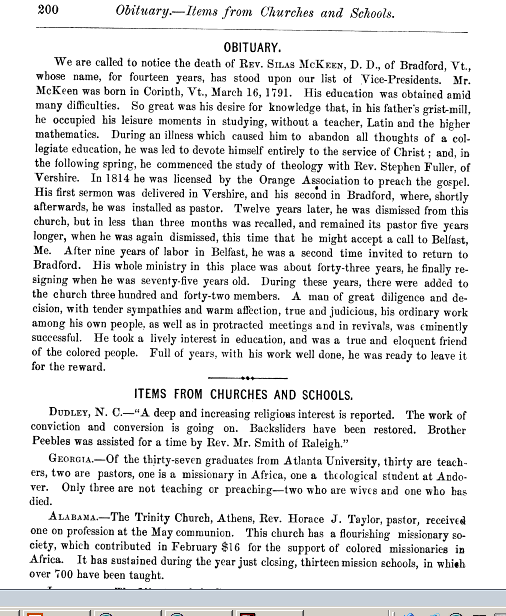 200 Obituary.—Items from Churches and Schools.
OBITUARY.
We are called to notice the death of REV. SILAS MCKEEN, D. D., of Bradford, Vt.,
whose name, for fourteen years, has stood upon our list of Vice-Presidents. Mr.
McKeen was born in Corinth, Vt., March 16, 1791. His education was obtained amid
many difficulties. So great was his desire for knowledge that, in his father's grist-mill,
he occupied his leisure moments in studying, without a teacher, Latin and the higher
mathematics. During an illness which caused him to abandon all thoughts of a col-
legiate education, he was led to devote himself entirely to the service of Christ; and, in
the following spring, he commenced the study of theology with Rev. Stephen Fuller, of
Vershire. In 1814 he was licensed by the Orange Association to preach the gospel.
His first sermon was delivered in Vershire, and his second in Bradford, where, shortly
afterwards, he was installed as pastor. Twelve years later, he was dismissed from this
church, but in less than three months was recalled, and remained its pastor five years
longer, when he was again dismissed, this time that he might accept a call to Belfast,
Me. After nine years of labor in Belfast, he was a second time invited to return to
Bradford. His whole ministry in this place was about forty-three years, he finally re-
signing when he was seventy-five years old. During these years, there were added to
the church three hundred and forty-two members. A man of great diligence and de-
cision, with tender sympathies and warm affection, true and judicious, his ordinary work
among his own people, as well as in protracted meetings and in revivals, was eminently
successful. He took a lively interest in education, and was a true and eloquent friend
of the colored people. Full of years, with his work well done, he was ready to leave it
for the reward.
ITEMS FROM CHURCHES AND SCHOOLS.
DUDLEY, N. C.—"A deep and increasing religious interest is reported. The work of
conviction and conversion is going on. Backsliders have been restored. Brother
Peebles was assisted for a time by Rev. Mr. Smith of Raleigh."
GEORGIA.—Of the thirty-seven graduates from Atlanta University, thirty are teach-
ers, two are pastors, one is a missionary in Africa, one a theological student at Ando-
ver. Only three are not teaching or preaching—two who are wives and one who has
died.
ALABAMA.—The Trinity Church, Athens, Rev. Horace J. Taylor, pastor, received
one on profession at the May communion. This church has a flourishing missionary so-
ciety, which contributed in February $16 for the support of colored missionaries in
Africa. It has sustained during the year just closing, thirteen mission schools, in which
over 700 have been taught.